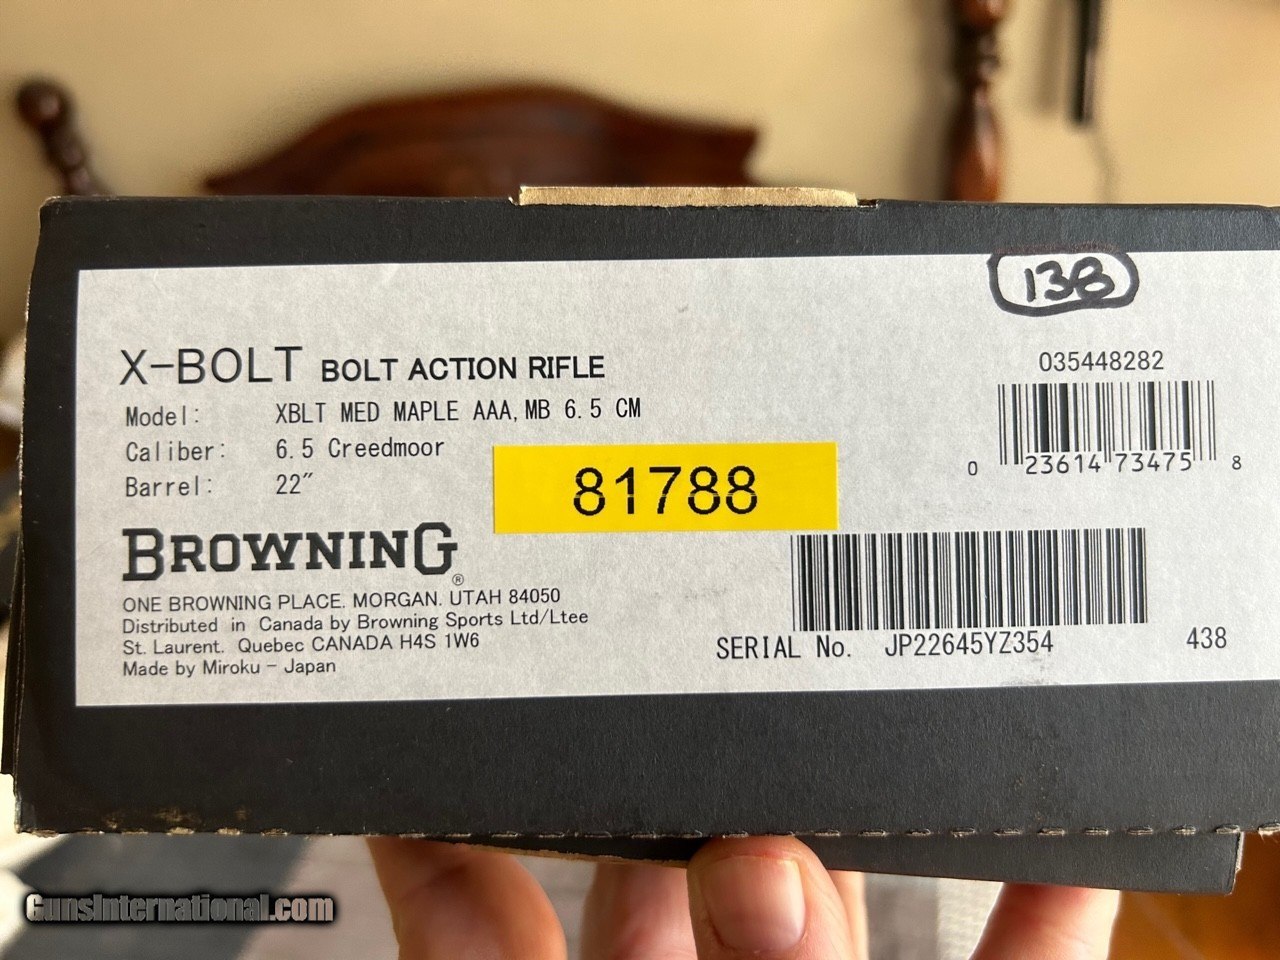 138
X-BOLT BOLT ACTION RIFLE
035448282
Model: XBLT MED MAPLE AAA, MB 6.5 CM
Caliber: 6.5 Creedmoor
Barrel: 22"
0 23614 73475 8
81788
BROWNING®
ONE BROWNING PLACE. MORGAN. UTAH 84050
Distributed in Canada by Browning Sports Ltd/Ltee
St. Laurent. Quebec CANADA H4S 1W6
Made by Miroku - Japan
SERIAL No. JP22645YZ354 438
GunsInternational.com